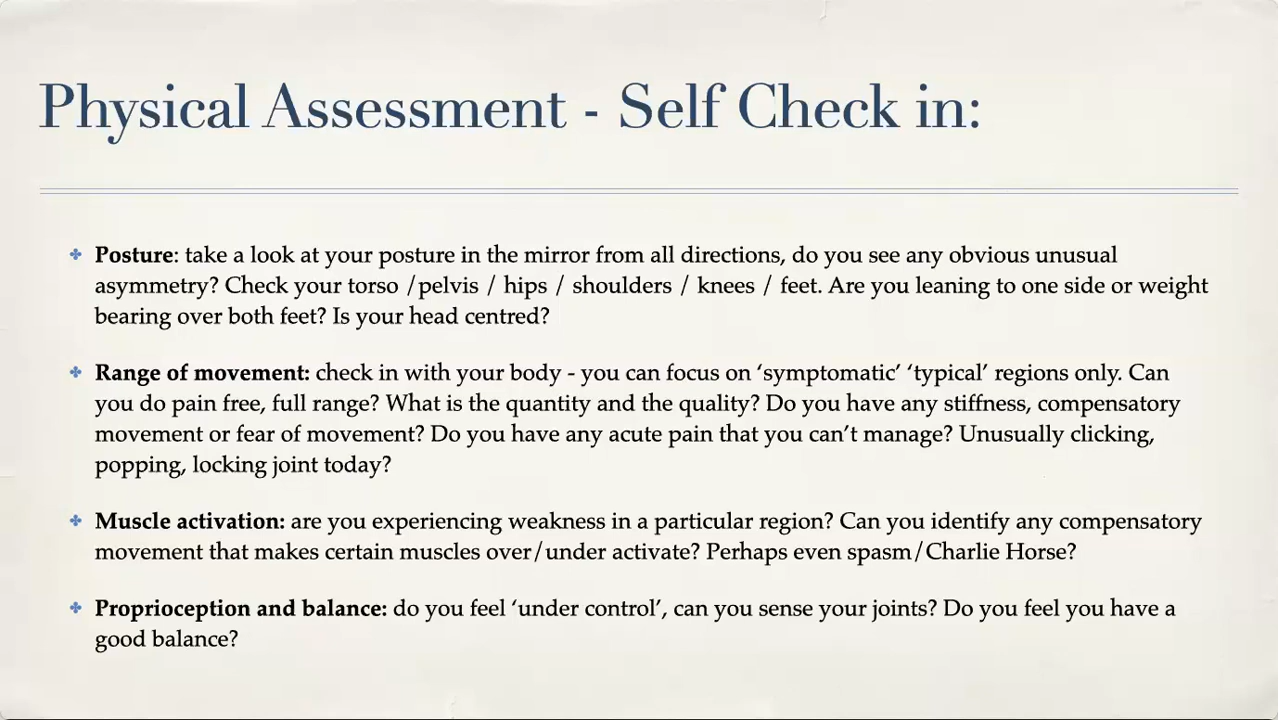 Physical Assessment - Self Check in:
Posture: take a look at your posture in the mirror from all directions, do you see any obvious unusual
asymmetry? Check your torso /pelvis / hips / shoulders / knees / feet. Are you leaning to one side or weight
bearing over both feet? Is your head centred?
Range of movement: check in with your body - you can focus on ‘symptomatic’ ‘typical’ regions only. Can
you do pain free, full range? What is the quantity and the quality? Do you have any stiffness, compensatory
movement or fear of movement? Do you have any acute pain that you can’t manage? Unusually clicking,
popping, locking joint today?
Muscle activation: are you experiencing weakness in a particular region? Can you identify any compensatory
movement that makes certain muscles over/under activate? Perhaps even spasm/Charlie Horse?
Proprioception and balance: do you feel ‘under control’, can you sense your joints? Do you feel you have a
good balance?